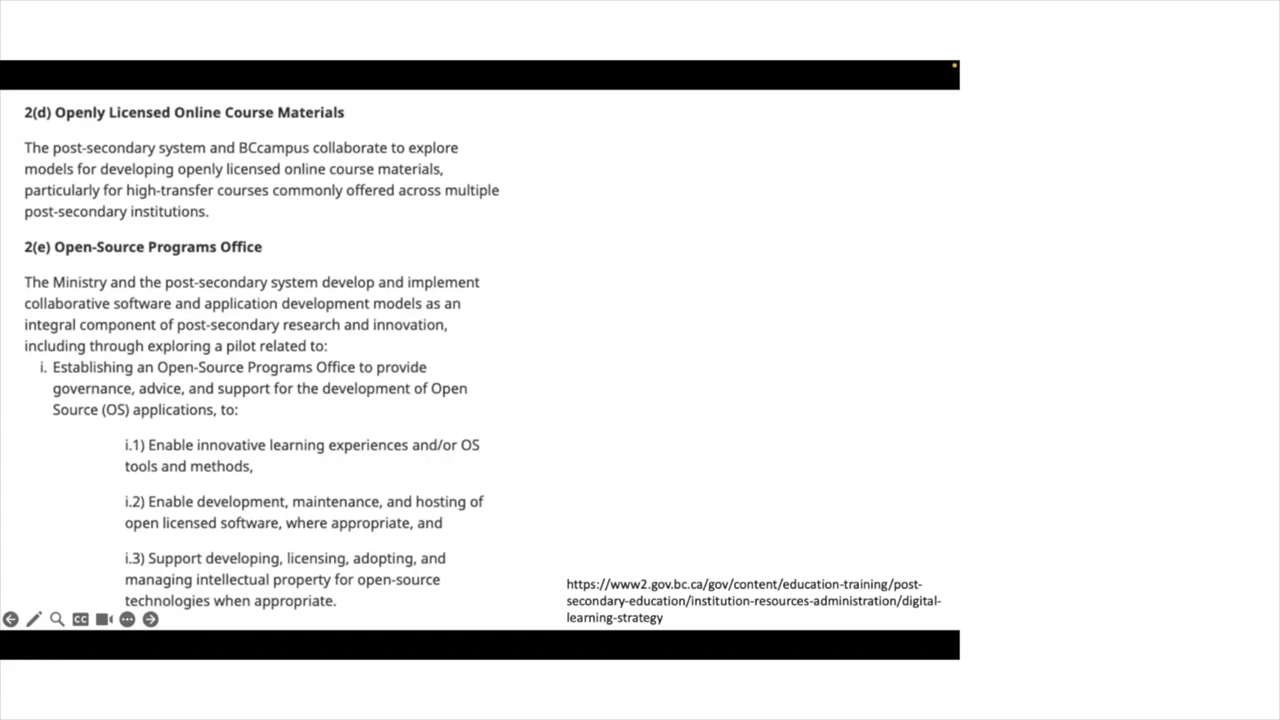 2(d) Openly Licensed Online Course Materials
The post-secondary system and BCcampus collaborate to explore
models for developing openly licensed online course materials,
particularly for high-transfer courses commonly offered across multiple
post-secondary institutions.
2(e) Open-Source Programs Office
The Ministry and the post-secondary system develop and implement
collaborative software and application development models as an
integral component of post-secondary research and innovation,
including through exploring a pilot related to:
i. Establishing an Open-Source Programs Office to provide
governance, advice, and support for the development of Open
Source (OS) applications, to:
i.1) Enable innovative learning experiences and/or OS
tools and methods,
i.2) Enable development, maintenance, and hosting of
open licensed software, where appropriate, and
i.3) Support developing, licensing, adopting, and
managing intellectual property for open-source
technologies when appropriate.
https://www2.gov.bc.ca/gov/content/education-training/post-
secondary-education/institution-resources-administration/digital-
learning-strategy
CC